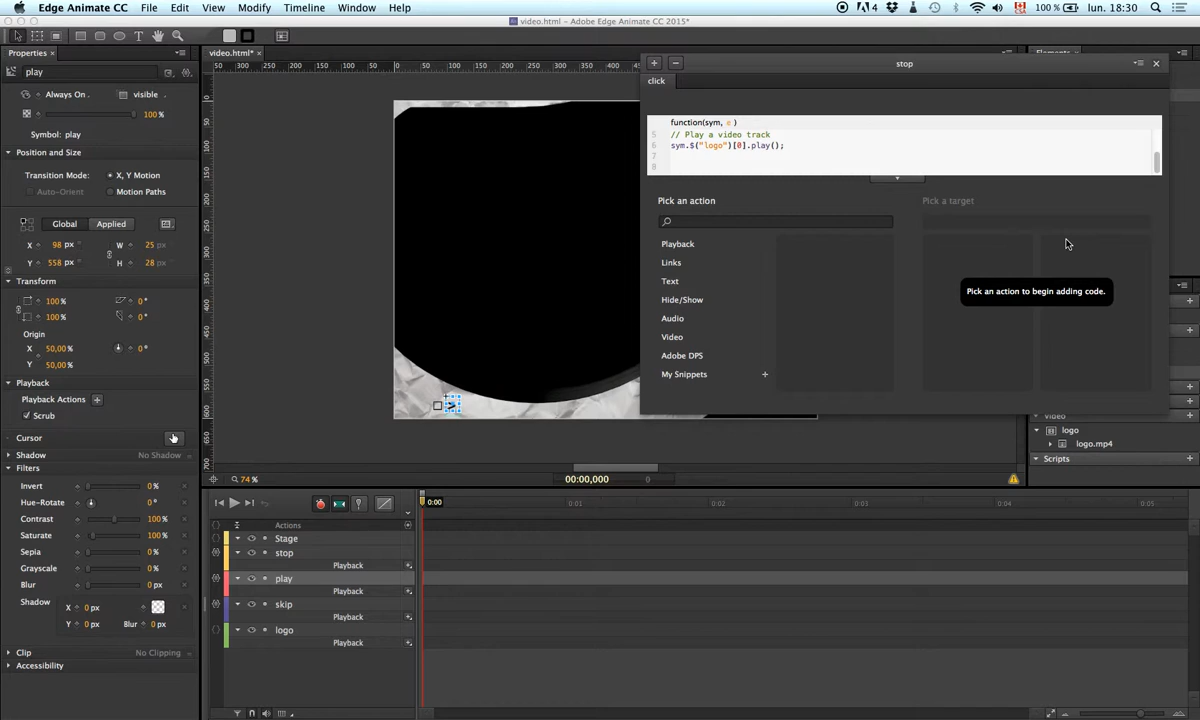 Edge Animate CC File Edit View Modify Timeline Window Help 4 100 % lun. 18:30
video.html* – Adobe Edge Animate CC 2015*
T
Properties × video.html* × Elements ×
play
Always On visible
100%
Symbol: play
Position and Size
Transition Mode: X, Y Motion
Auto-Orient Motion Paths
Global Applied
X 98 px W 25 px
Y 558 px H 28 px
Transform
100% 0°
100% 0°
Origin
X 50,00% 0°
Y 50,00%
Playback
Playback Actions +
Scrub
Cursor
Shadow No Shadow
Filters
Invert 0%
Hue-Rotate 0°
Contrast 100%
Saturate 100%
Sepia 0%
Grayscale 0%
Blur 0 px
Shadow X 0 px
Y 0 px Blur 0 px
Clip No Clipping
Accessibility
stop
click
function(sym, e )
5 // Play a video track
6 sym.$("logo")[0].play();
7
8
Pick an action Pick a target
Playback
Links
Text
Hide/Show
Audio
Video
Adobe DPS
My Snippets +
Pick an action to begin adding code.
Video
logo
logo.mp4
Scripts
74 % 00:00,000 0
0:00 0:01 0:02 0:03 0:04 0:05
Actions
Stage
stop
Playback
play
Playback
skip
Playback
logo
Playback